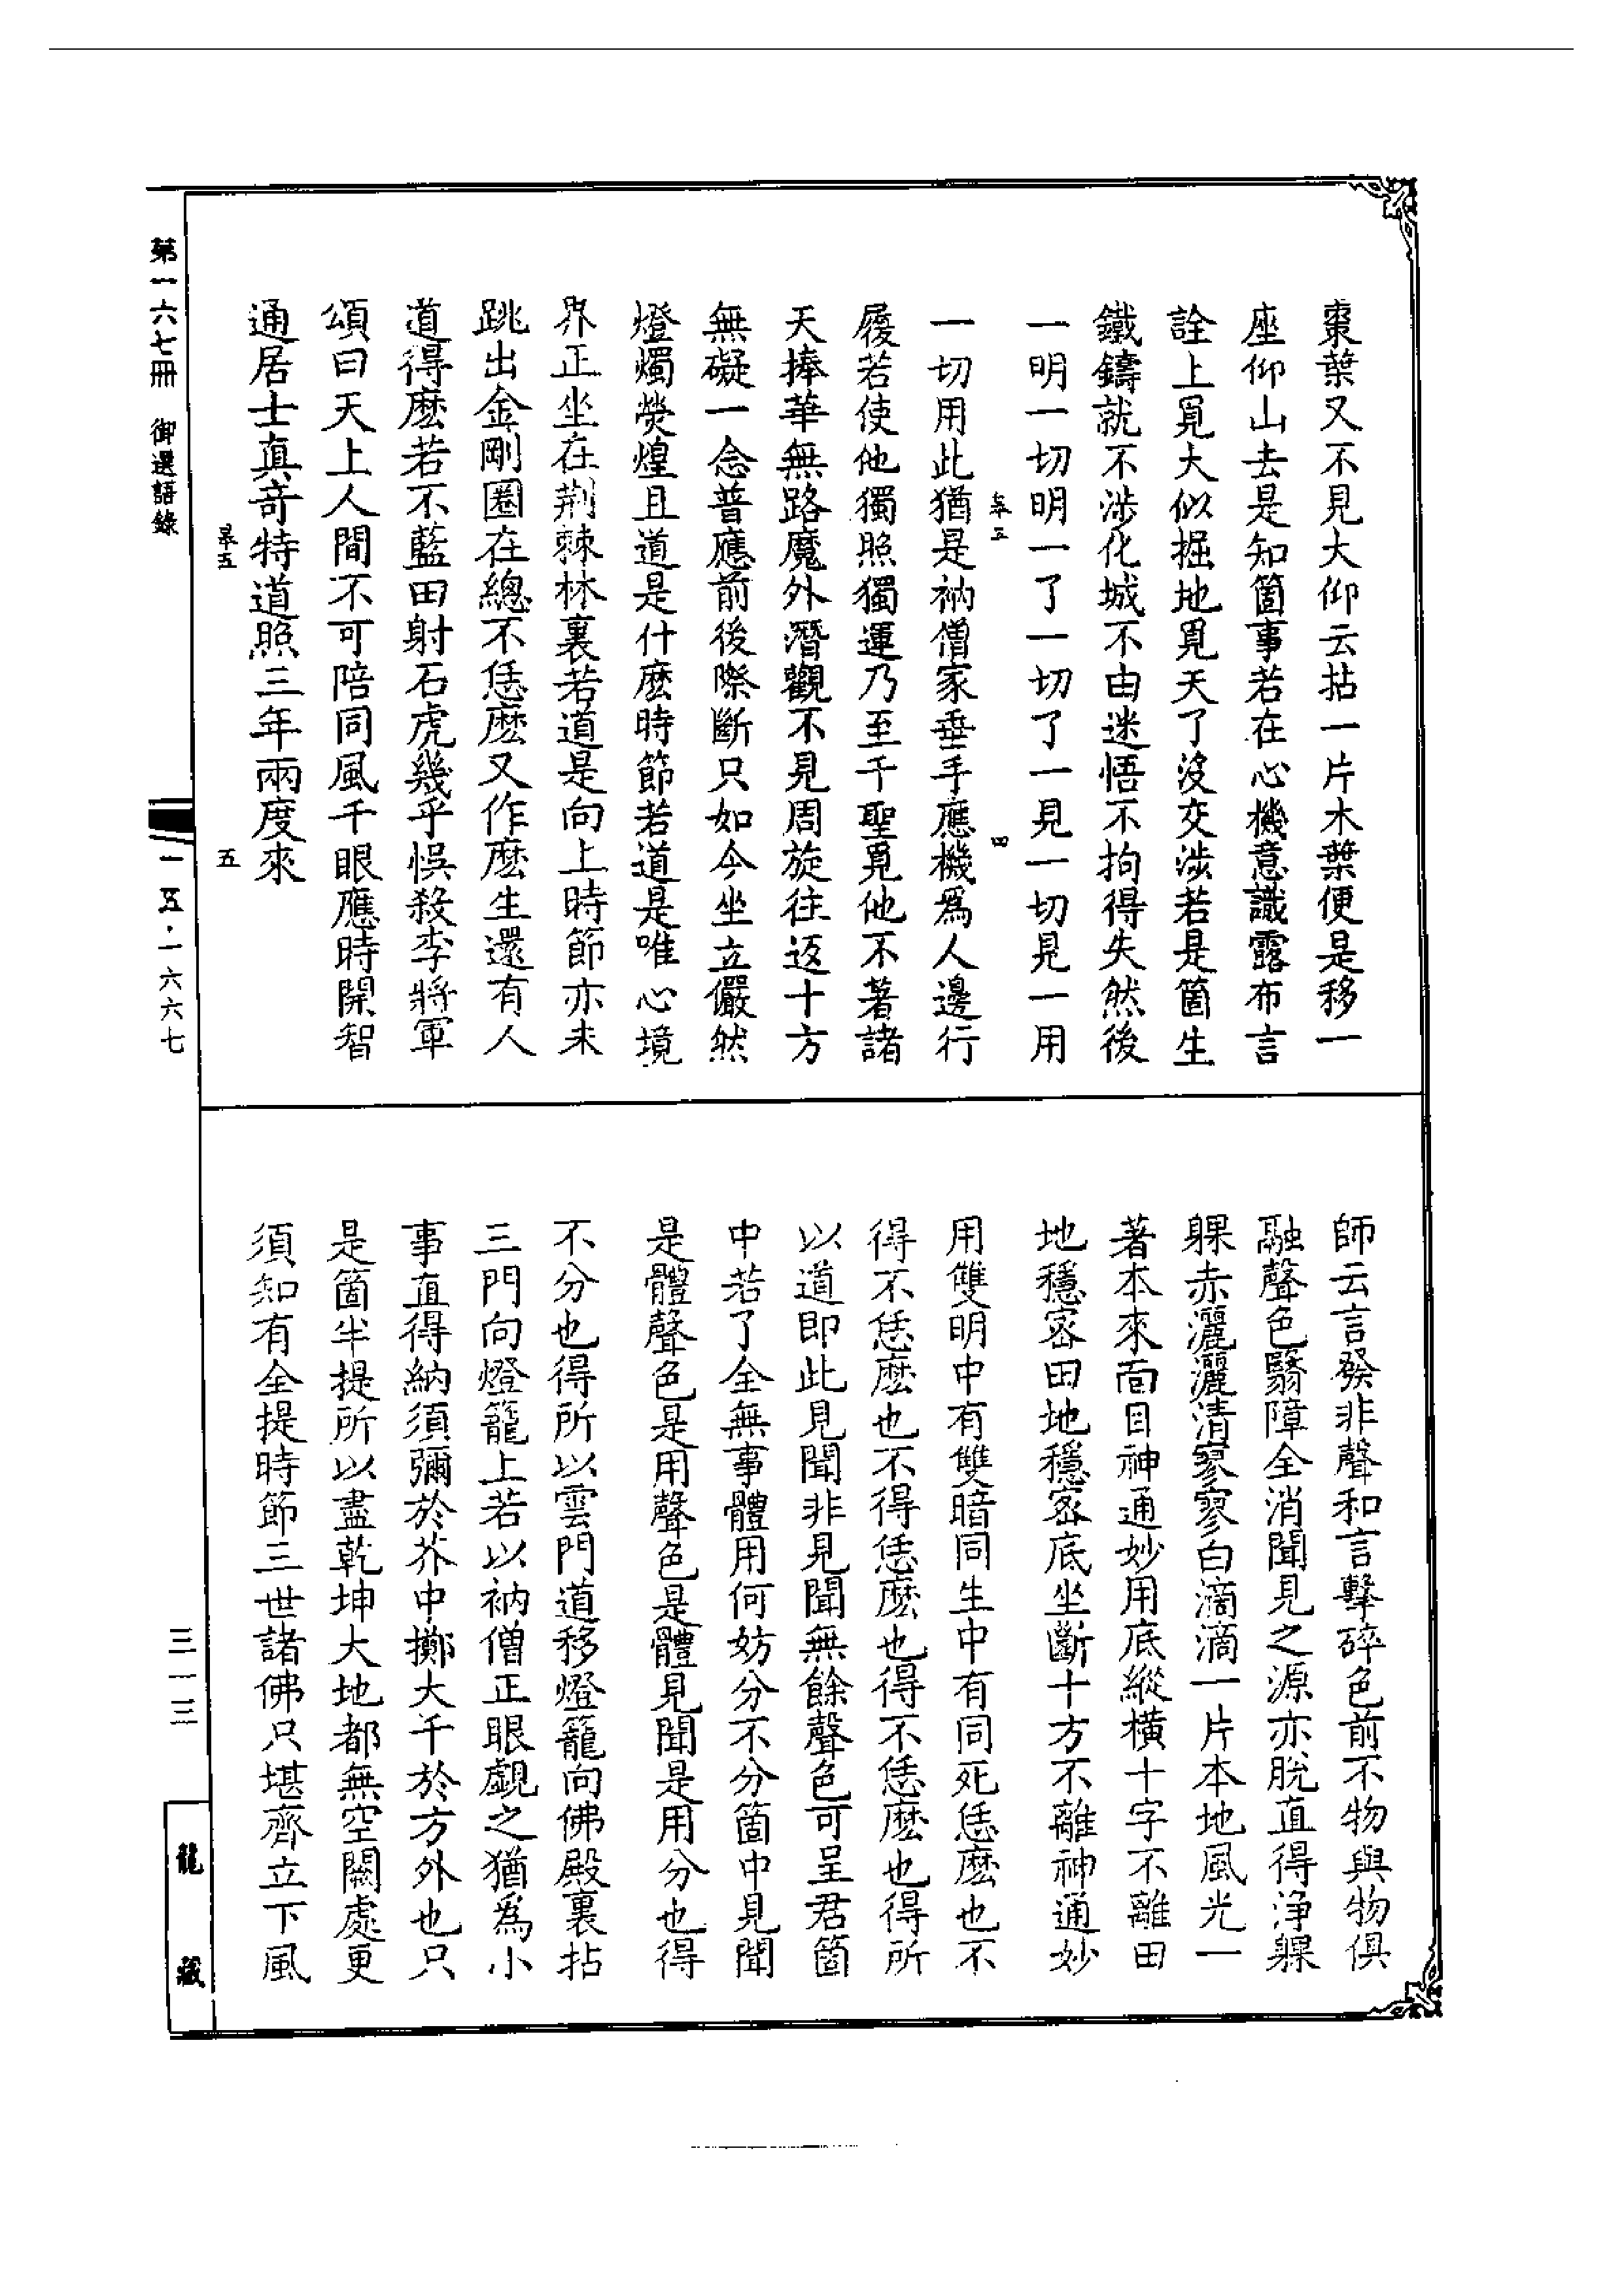 棗葉又不見大仰云拈一片木葉便是移一
座仰山去是知箇事若在心機意識露布言
詮上覓大似掘地覓天了沒交涉若是箇生
鐵鑄就不涉化城不由迷悟不拘得失然後
一明一切明一了一切了一見一切見一用
五 四
一切用此猶是衲僧家垂手應機爲人邊行
履若使他獨照獨運乃至千聖覓他不著諸
天捧華無路魔外潛觀不見周旋往返十方
無礙一念普應前後際斷只如今坐立儼然
燈燭熒煌且道是什麽時節若道是唯心境
界正坐在荆棘林裏若道是向上時節亦未
跳出金剛圈在總不恁麽又作麽生還有人
道得麽若不藍田射石虎幾乎悞殺李將軍
頌曰天上人間不可陪同風千眼應時開智
通居士真奇特道照三年兩度來
五 五
師云言發非聲和言擊碎色前不物與物俱
融聲色翳障全消聞見之源亦脫直得淨躶
躶赤灑灑清寥寥白滴滴一片本地風光一
著本來面目神通妙用底縱橫十字不離田
地穩密田地穩密底坐斷十方不離神通妙
用雙明中有雙暗同生中有同死恁麽也不
得不恁麽也不得恁麽也得不恁麽也得所
以道即此見聞非見聞無餘聲色可呈君箇
中若了全無事體用何妨分不分箇中見聞
是體聲色是用聲色是體見聞是用分也得
不分也得所以雲門道移燈籠向佛殿裏拈
三門向燈籠上若以衲僧正眼覷之猶爲小
事直得納須彌於芥中擲大千於方外也只
是箇半提所以盡乾坤大地都無空闕處更
須知有全提時節三世諸佛只堪齊立下風
第一六七冊 御選語錄
一五·一六六七
三一三
龍藏